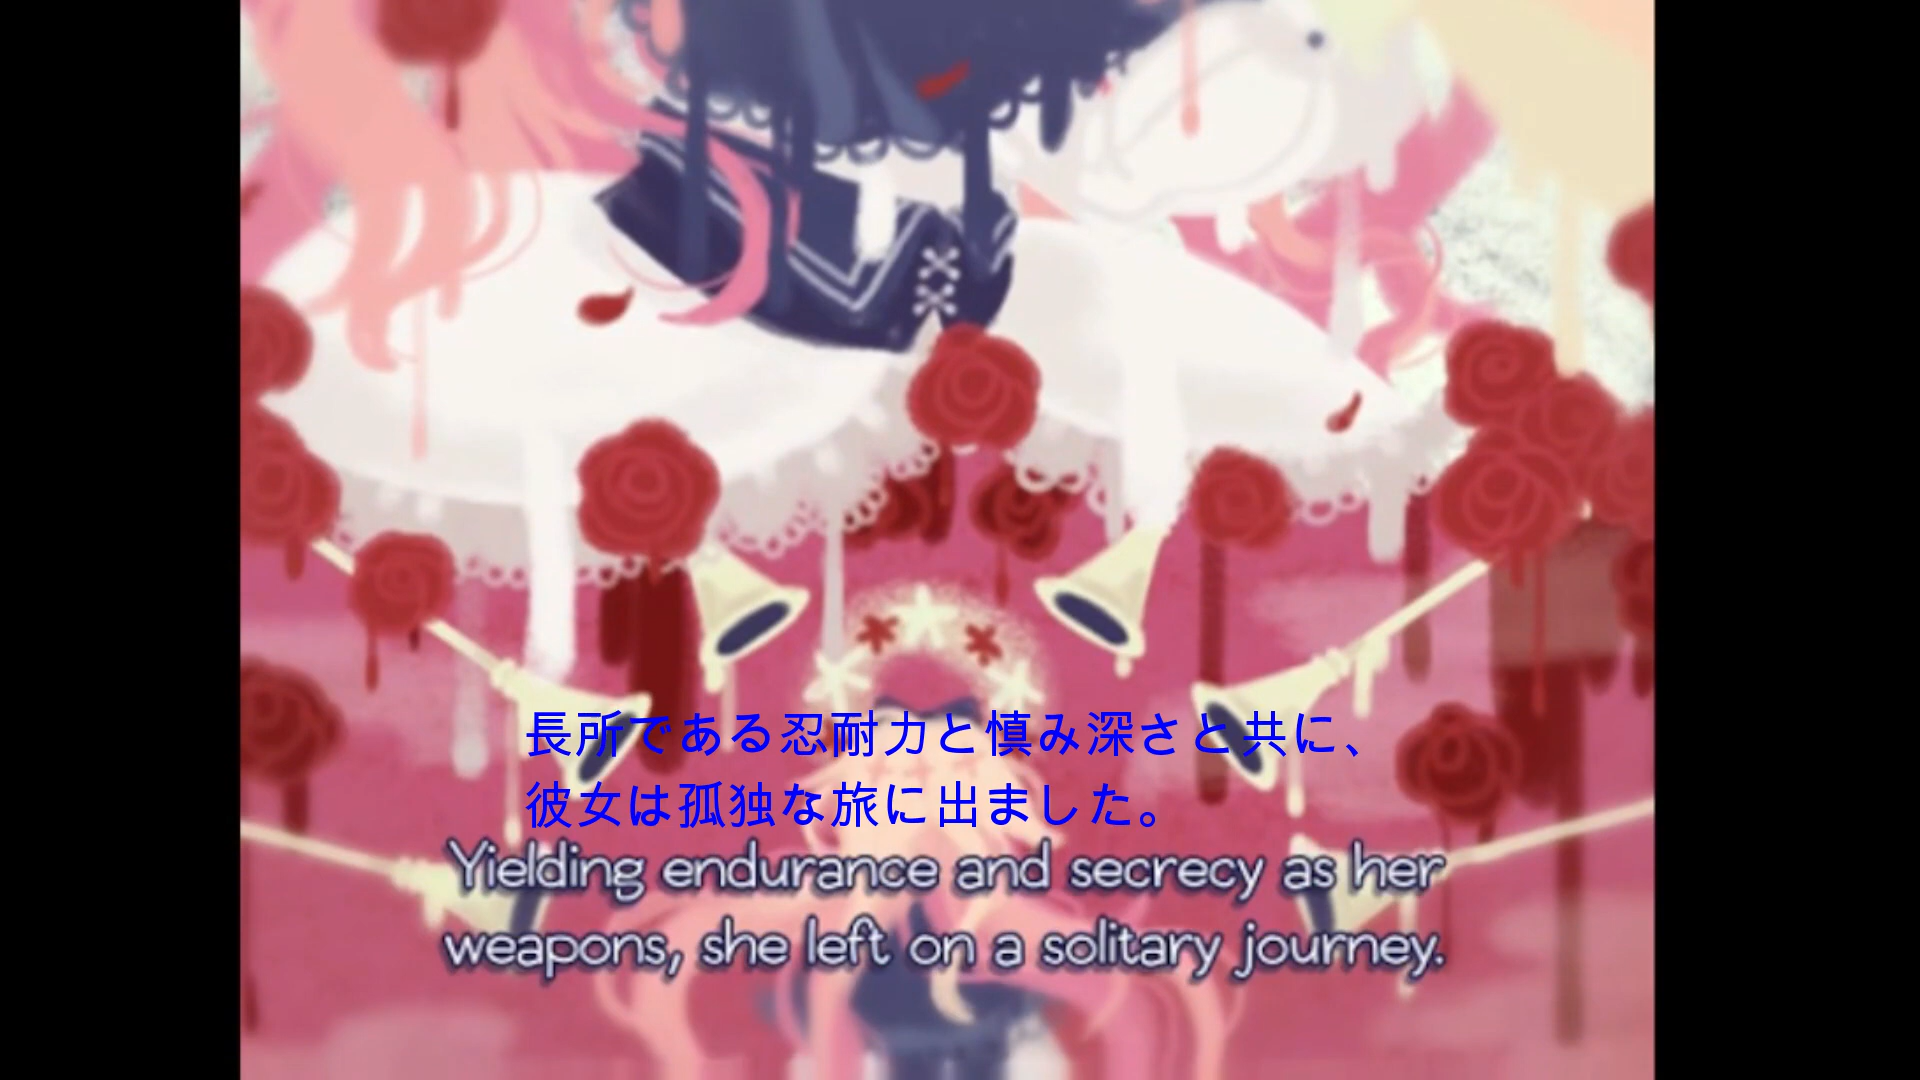 長所である忍耐力と慎み深さと共に、
彼女は孤独な旅に出ました。
Yielding endurance and secrecy as her
weapons, she left on a solitary journey.